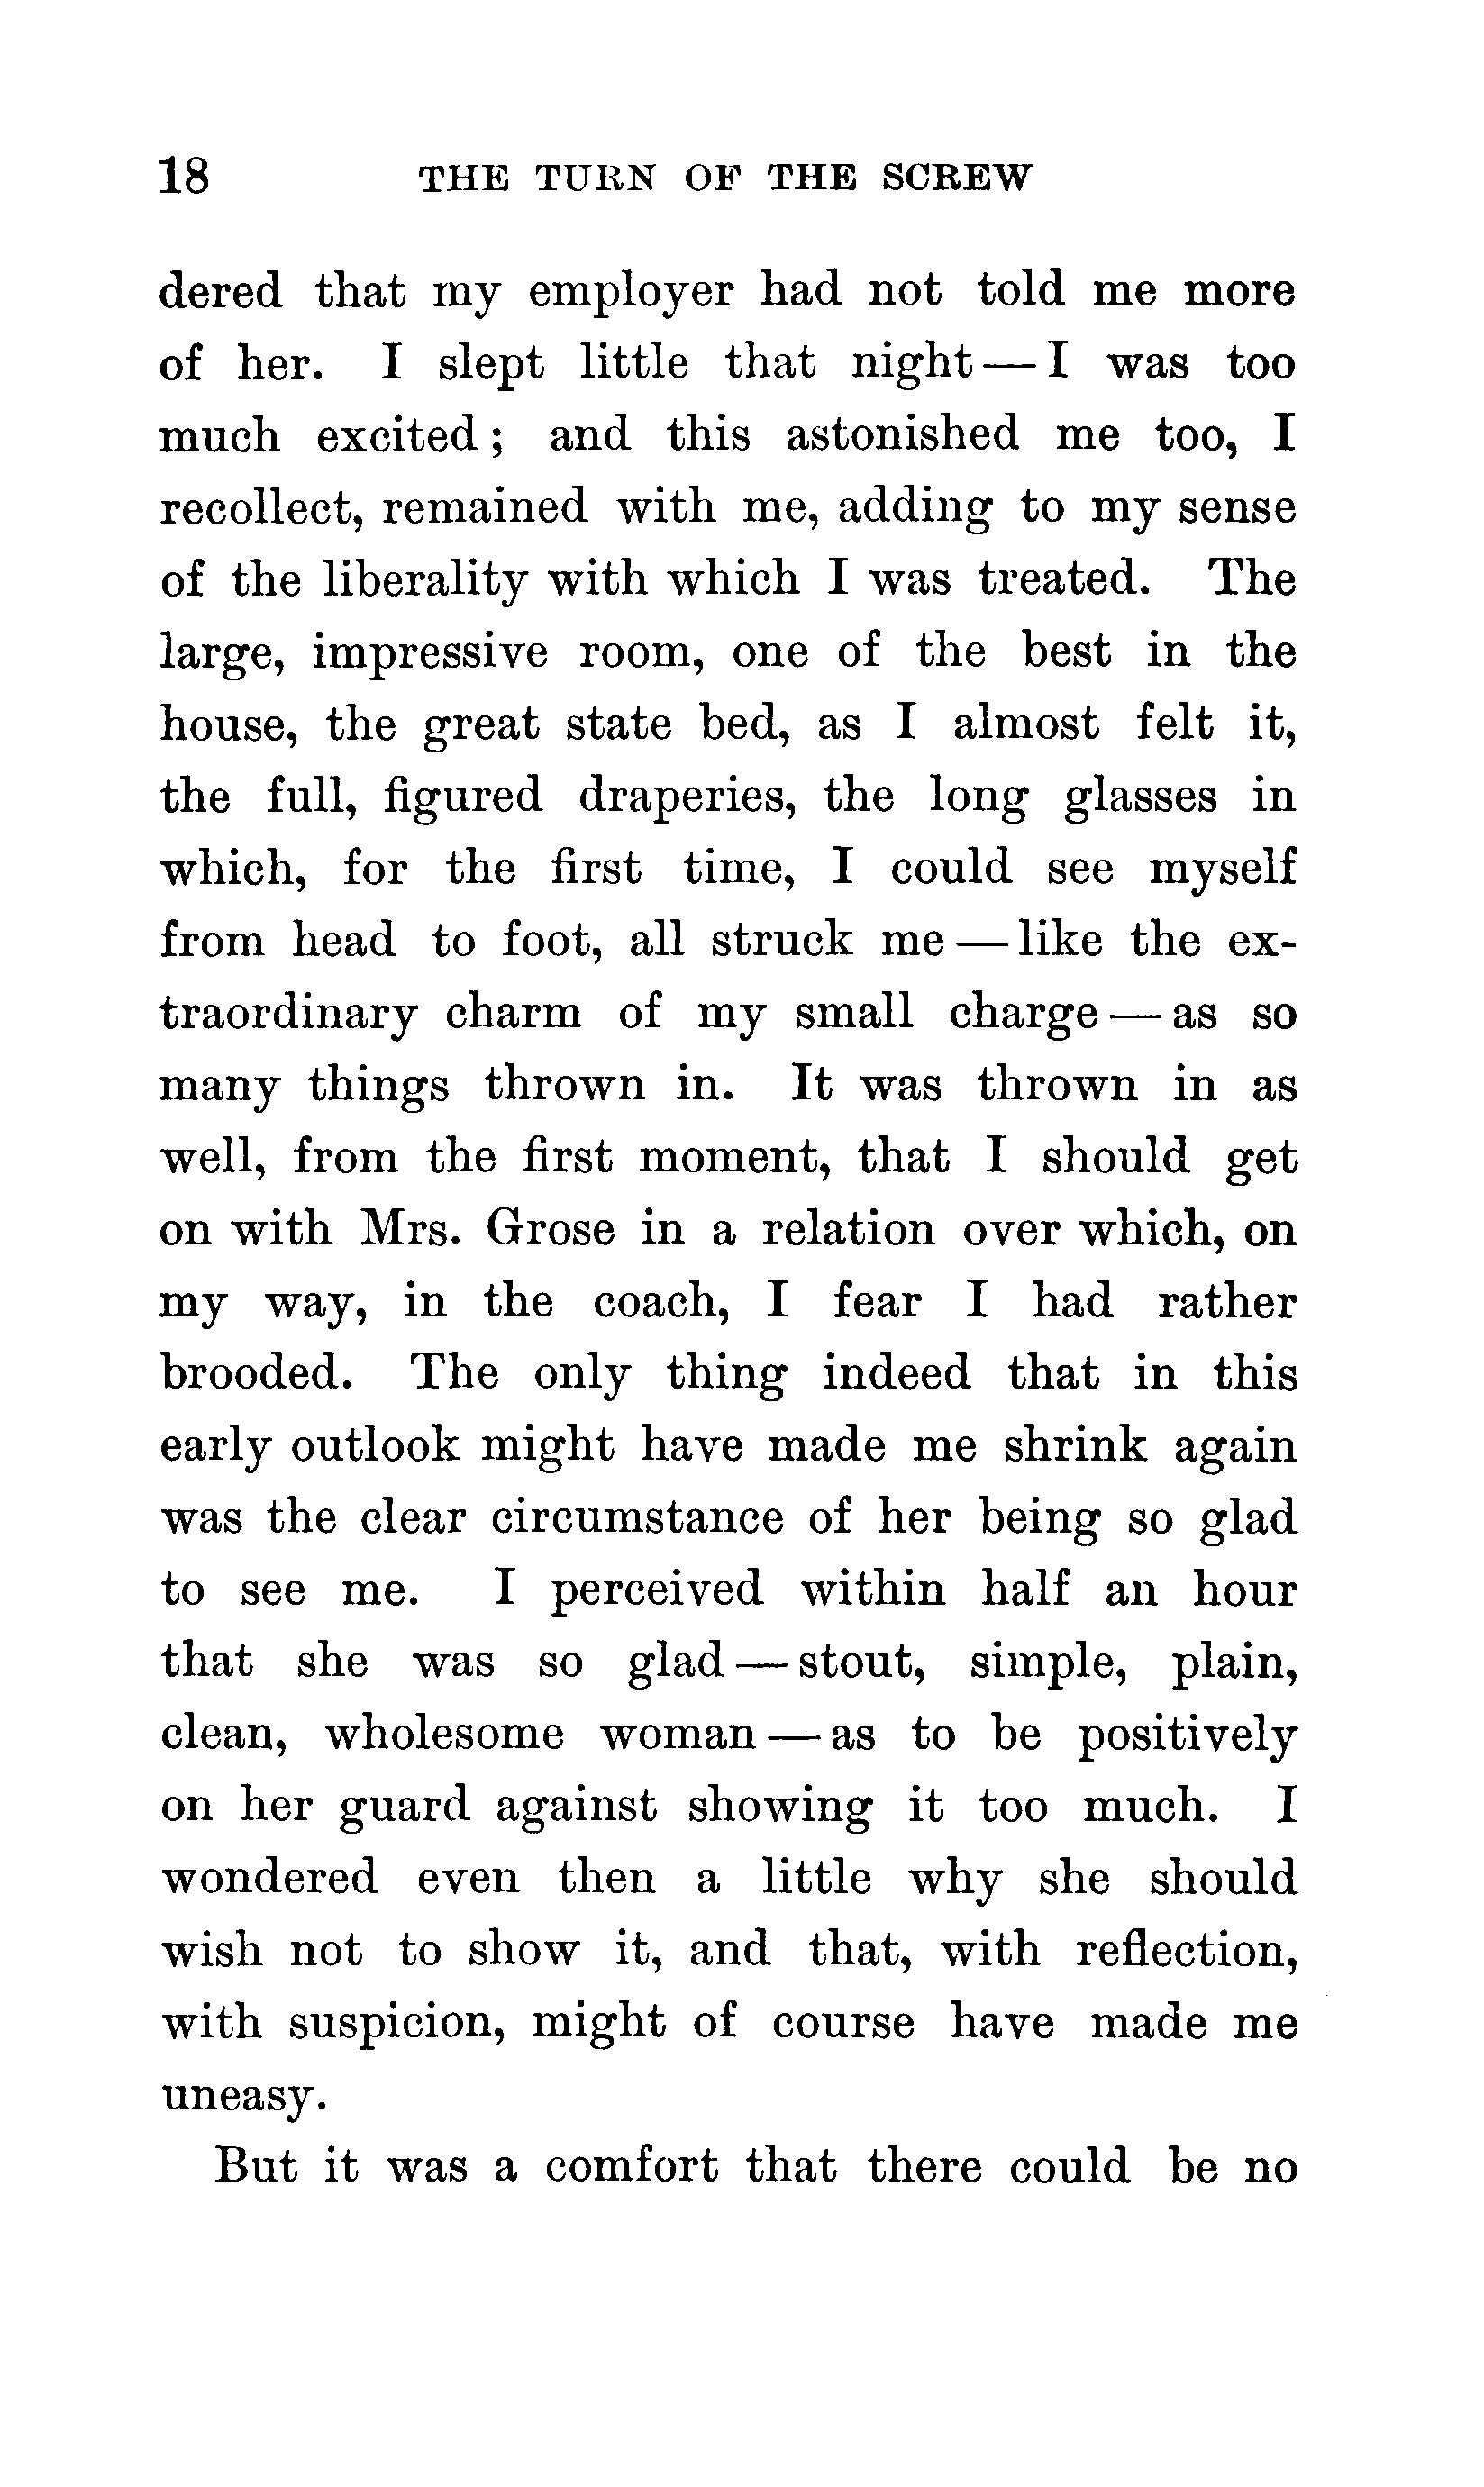 18 THE TURN OF THE SCREW
dered that my employer had not told me more
of her. I slept little that night — I was too
much excited; and this astonished me too, I
recollect, remained with me, adding to my sense
of the liberality with which I was treated. The
large, impressive room, one of the best in the
house, the great state bed, as I almost felt it,
the full, figured draperies, the long glasses in
which, for the first time, I could see myself
from head to foot, all struck me — like the ex-
traordinary charm of my small charge — as so
many things thrown in. It was thrown in as
well, from the first moment, that I should get
on with Mrs. Grose in a relation over which, on
my way, in the coach, I fear I had rather
brooded. The only thing indeed that in this
early outlook might have made me shrink again
was the clear circumstance of her being so glad
to see me. I perceived within half an hour
that she was so glad — stout, simple, plain,
clean, wholesome woman — as to be positively
on her guard against showing it too much. I
wondered even then a little why she should
wish not to show it, and that, with reflection,
with suspicion, might of course have made me
uneasy.
But it was a comfort that there could be no